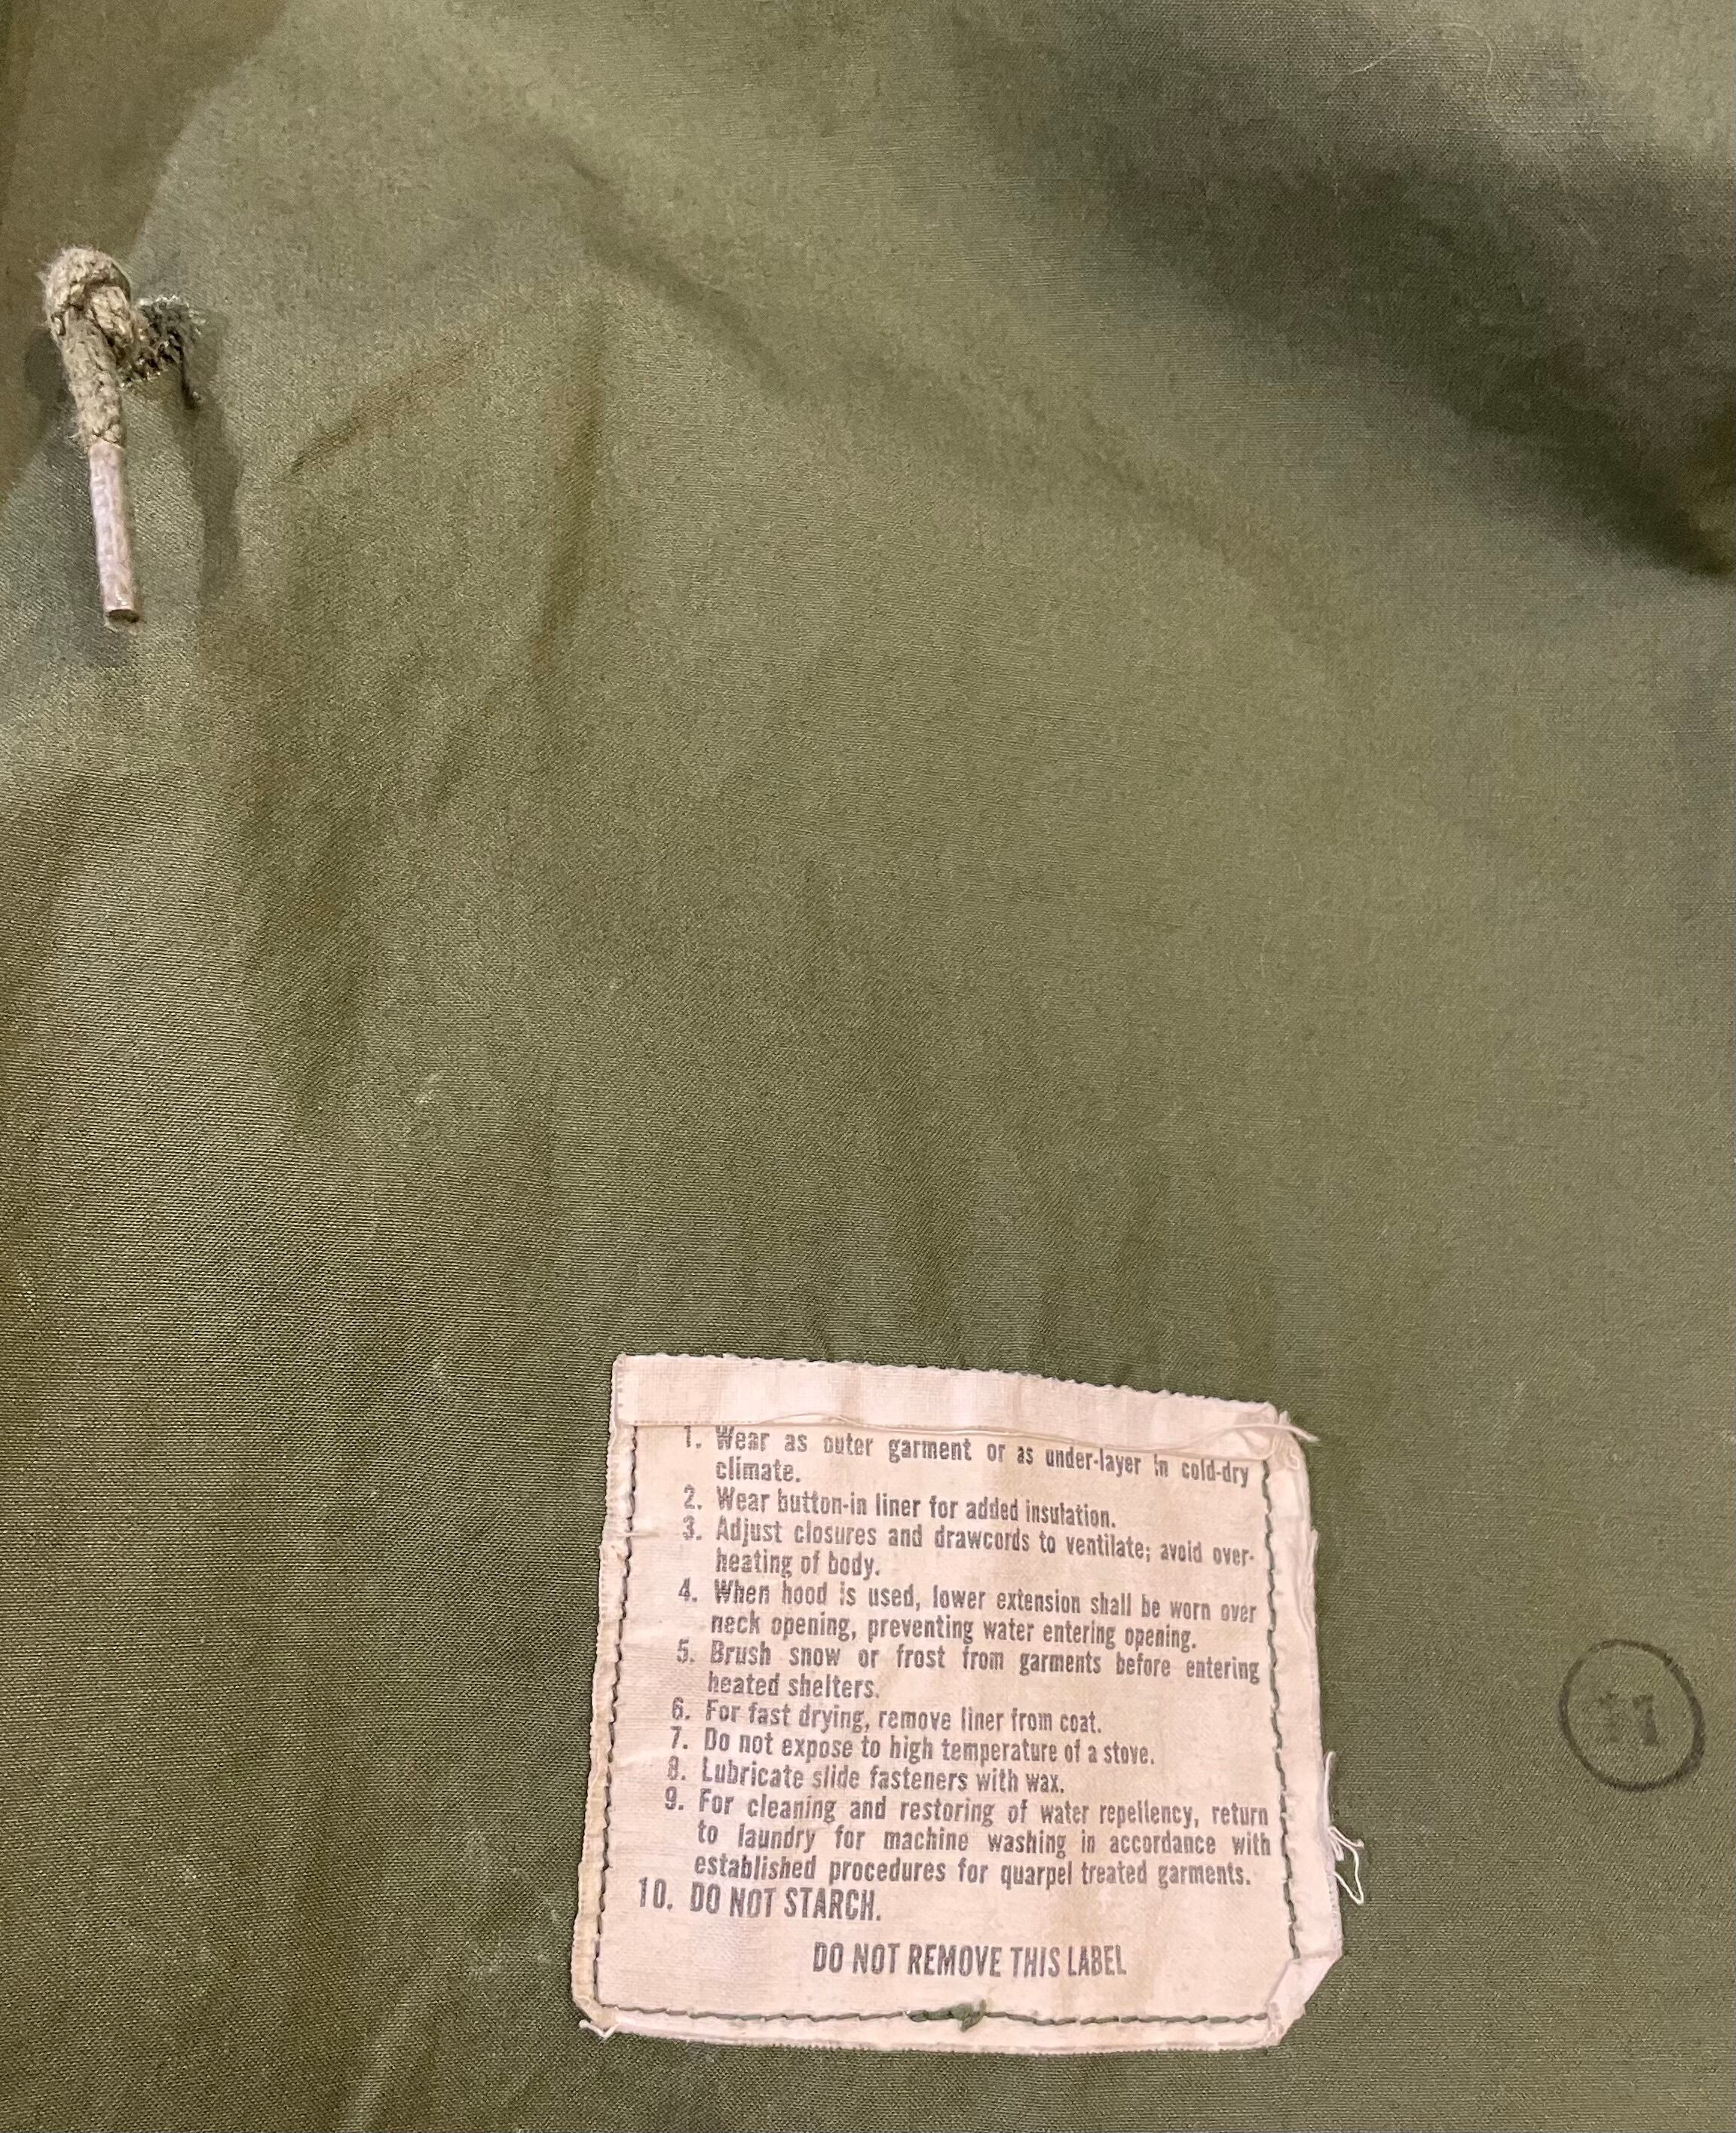 1. Wear as outer garment or as under-layer in cold-dry
climate.
2. Wear button-in liner for added insulation.
3. Adjust closures and drawcords to ventilate; avoid over-
heating of body.
4. When hood is used, lower extension shall be worn over
neck opening, preventing water entering opening.
5. Brush snow or frost from garments before entering
heated shelters.
6. For fast drying, remove liner from coat.
7. Do not expose to high temperature of a stove.
8. Lubricate slide fasteners with wax.
9. For cleaning and restoring of water repellency, return
to laundry for machine washing in accordance with
established procedures for quarpel treated garments.
10. DO NOT STARCH.
DO NOT REMOVE THIS LABEL